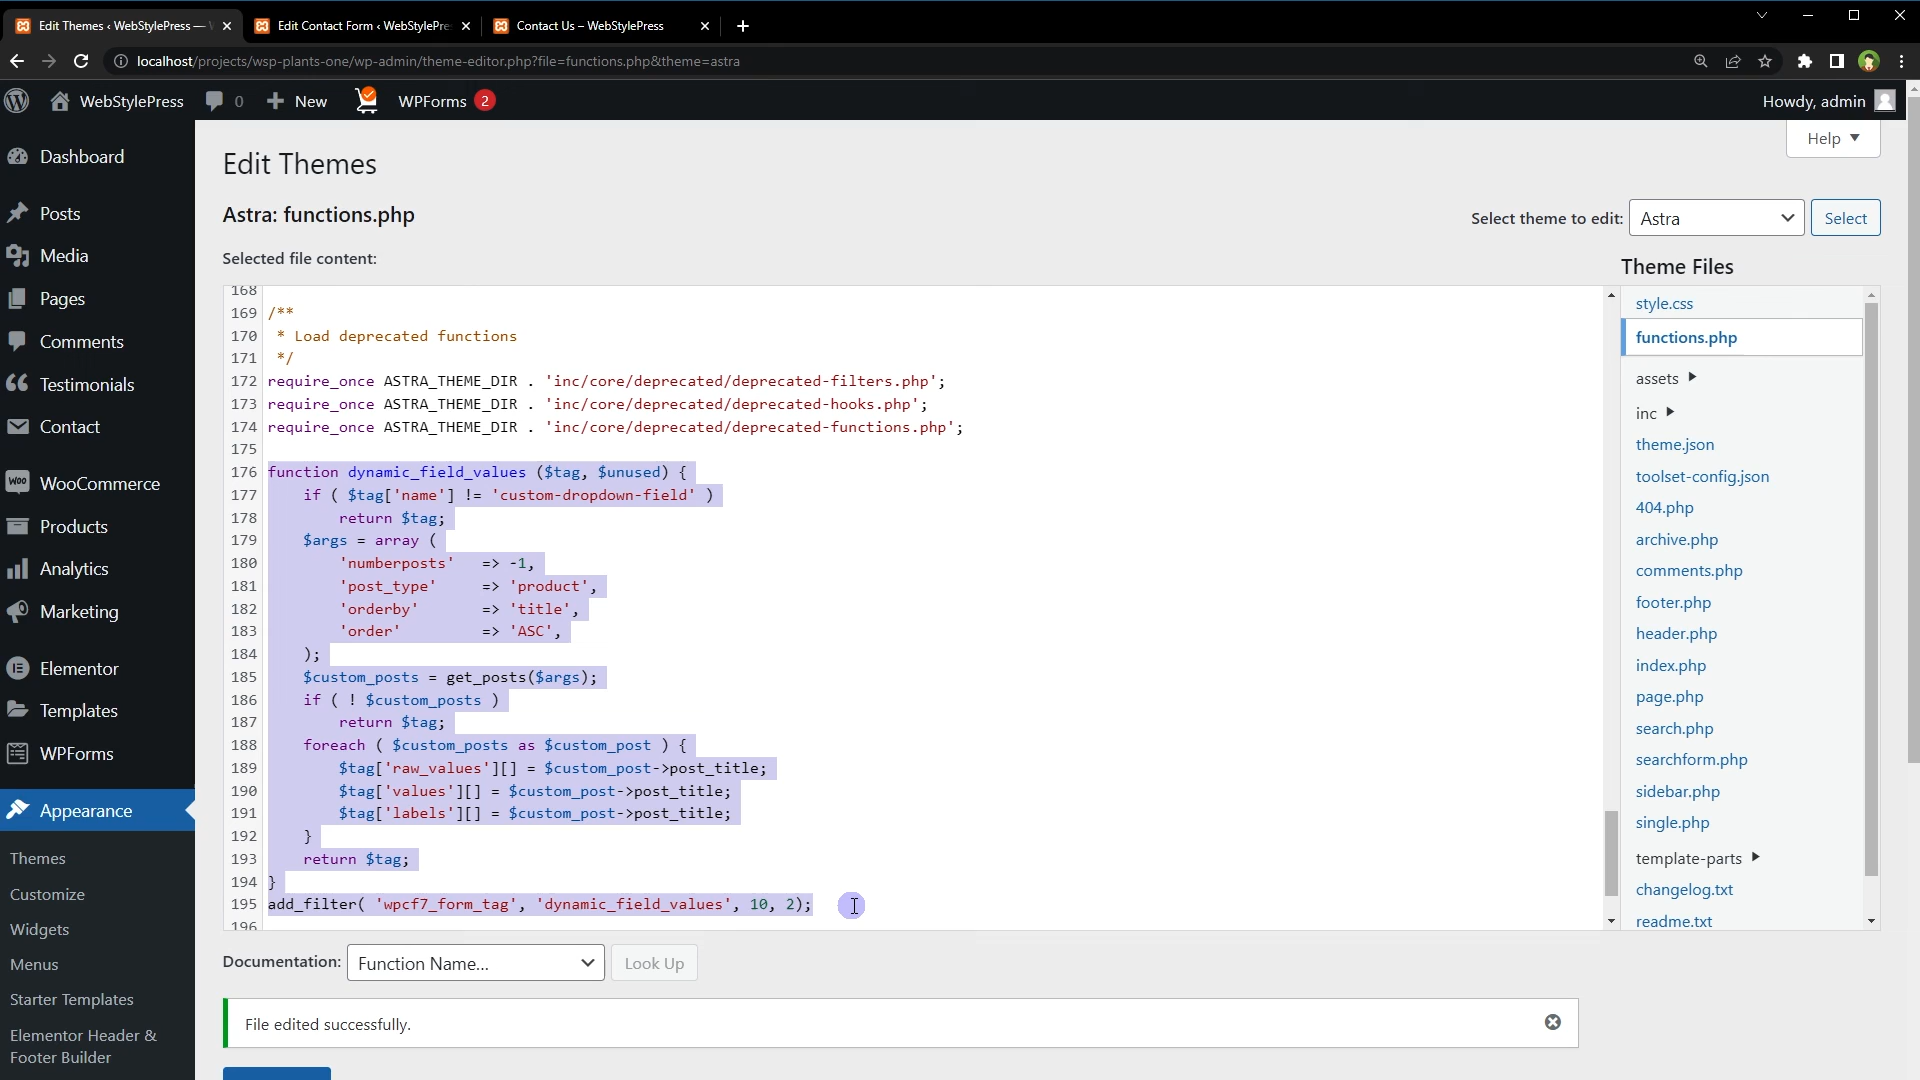 Edit Themes ‹ WebStylePress —
Edit Contact Form ‹ WebStylePre
Contact Us – WebStylePress
localhost/projects/wsp-plants-one/wp-admin/theme-editor.php?file=functions.php&theme=astra
WebStylePress
0
New
WPForms 2
Howdy, admin
Dashboard
Posts
Media
Pages
Comments
Testimonials
Contact
WooCommerce
Products
Analytics
Marketing
Elementor
Templates
WPForms
Appearance
Themes
Customize
Widgets
Menus
Starter Templates
Elementor Header &
Footer Builder
Help
Edit Themes
Astra: functions.php
Select theme to edit: Astra
Select
Selected file content:
168
169 /**
170 * Load deprecated functions
171 */
172 require_once ASTRA_THEME_DIR . 'inc/core/deprecated/deprecated-filters.php';
173 require_once ASTRA_THEME_DIR . 'inc/core/deprecated/deprecated-hooks.php';
174 require_once ASTRA_THEME_DIR . 'inc/core/deprecated/deprecated-functions.php';
175
176 function dynamic_field_values ($tag, $unused) {
177 if ( $tag['name'] != 'custom-dropdown-field' )
178 return $tag;
179 $args = array (
180 'numberposts' => -1,
181 'post_type' => 'product',
182 'orderby' => 'title',
183 'order' => 'ASC',
184 );
185 $custom_posts = get_posts($args);
186 if ( ! $custom_posts )
187 return $tag;
188 foreach ( $custom_posts as $custom_post ) {
189 $tag['raw_values'][] = $custom_post->post_title;
190 $tag['values'][] = $custom_post->post_title;
191 $tag['labels'][] = $custom_post->post_title;
192 }
193 return $tag;
194 }
195 add_filter( 'wpcf7_form_tag', 'dynamic_field_values', 10, 2);
196
Theme Files
style.css
functions.php
assets
inc
theme.json
toolset-config.json
404.php
archive.php
comments.php
footer.php
header.php
index.php
page.php
search.php
searchform.php
sidebar.php
single.php
template-parts
changelog.txt
readme.txt
Documentation: Function Name...
Look Up
File edited successfully.